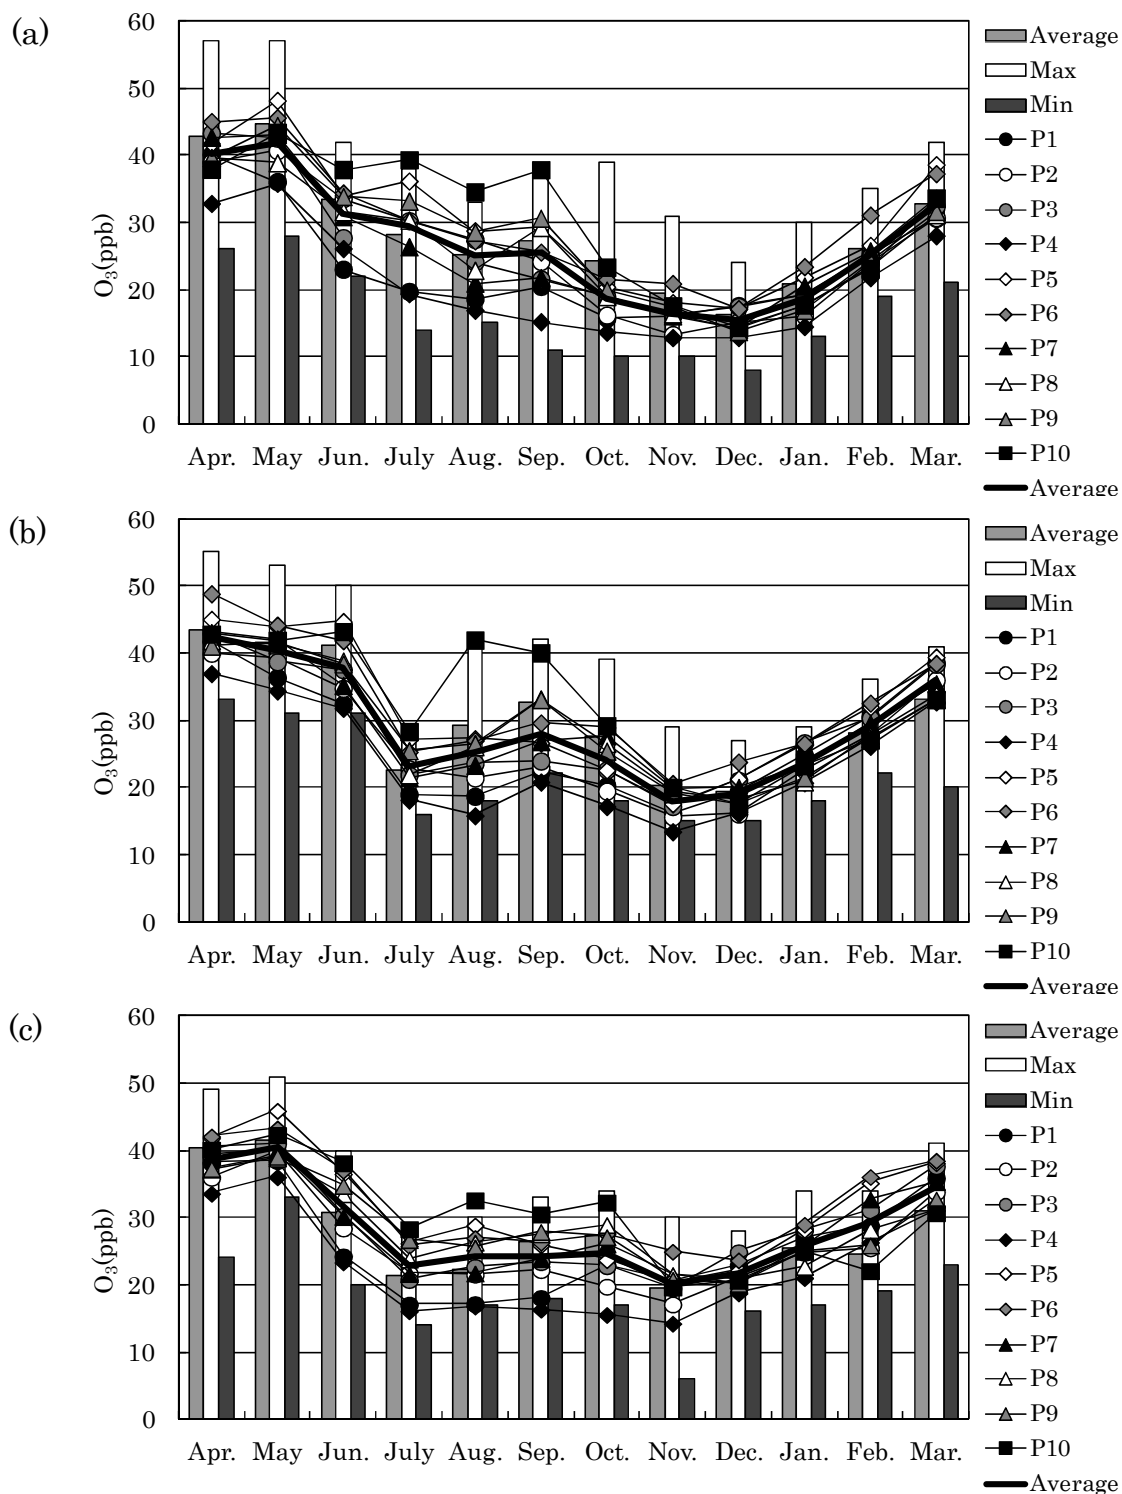 (a)
60
50
40
30
20
10
0
O3(ppb)
Apr. May Jun. July Aug. Sep. Oct. Nov. Dec. Jan. Feb. Mar.
Average
Max
Min
P1
P2
P3
P4
P5
P6
P7
P8
P9
P10
Average
(b)
60
50
40
30
20
10
0
O3(ppb)
Apr. May Jun. July Aug. Sep. Oct. Nov. Dec. Jan. Feb. Mar.
Average
Max
Min
P1
P2
P3
P4
P5
P6
P7
P8
P9
P10
Average
(c)
60
50
40
30
20
10
0
O3(ppb)
Apr. May Jun. July Aug. Sep. Oct. Nov. Dec. Jan. Feb. Mar.
Average
Max
Min
P1
P2
P3
P4
P5
P6
P7
P8
P9
P10
Average